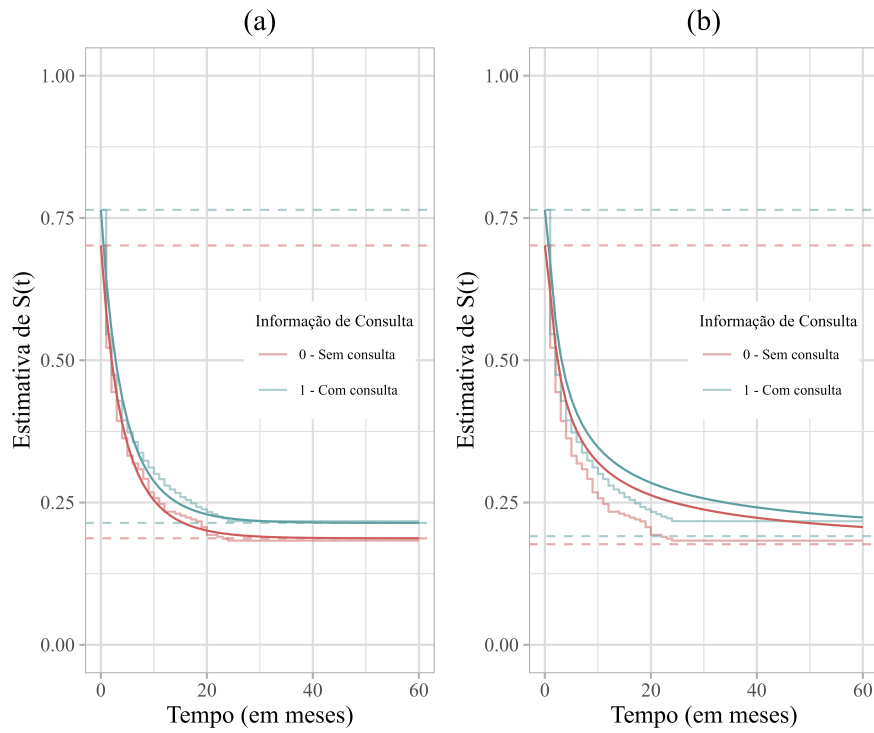 (a)
Estimativa de S(t)
1.00
0.75
0.50
0.25
0.00
Informação de Consulta
0 - Sem consulta
1 - Com consulta
0
20
40
60
Tempo (em meses)
(b)
Estimativa de S(t)
1.00
0.75
0.50
0.25
0.00
Informação de Consulta
0 - Sem consulta
1 - Com consulta
0
20
40
60
Tempo (em meses)